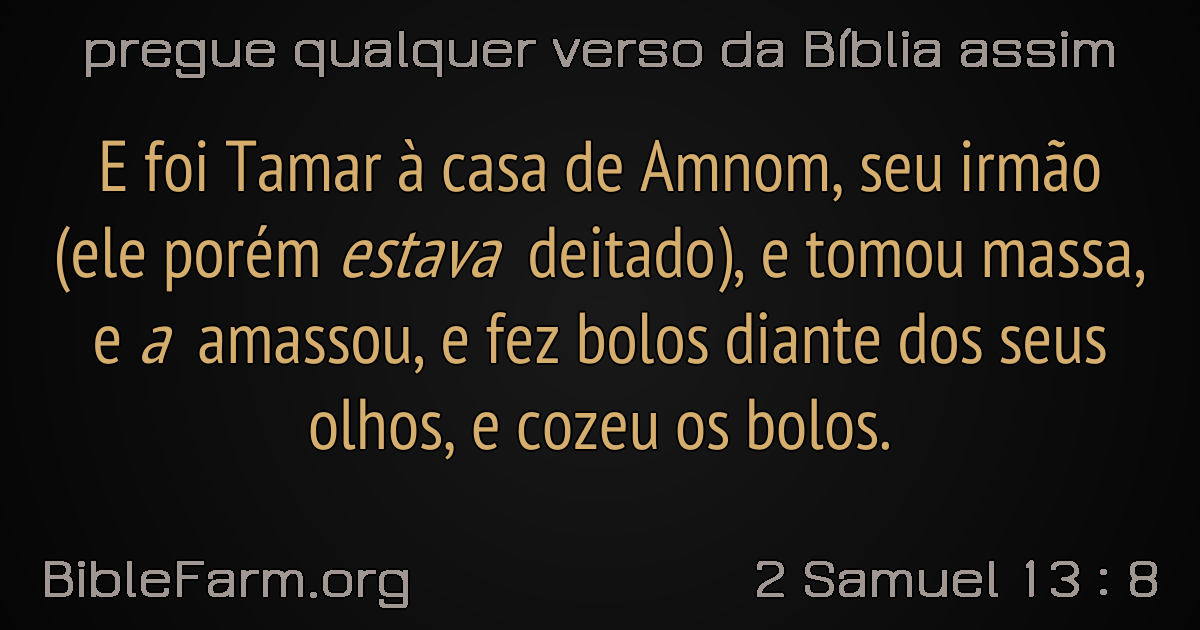 pregue qualquer verso da Bíblia assim
E foi Tamar à casa de Amnom, seu irmão
(ele porém estava deitado), e tomou massa,
e a amassou, e fez bolos diante dos seus
olhos, e cozeu os bolos.
BibleFarm.org
2 Samuel 13 : 8